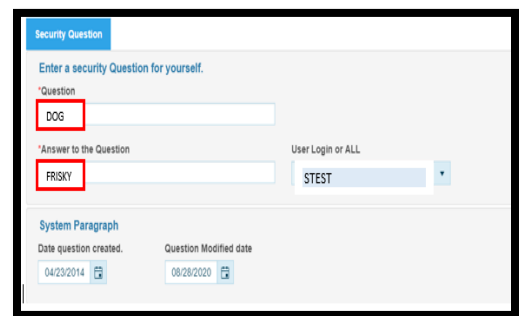 Security Question
Enter a security Question for yourself.
*Question
DOG
*Answer to the Question User Login or ALL
FRISKY STEST
System Paragraph
Date question created. Question Modified date
04/23/2014 08/28/2020